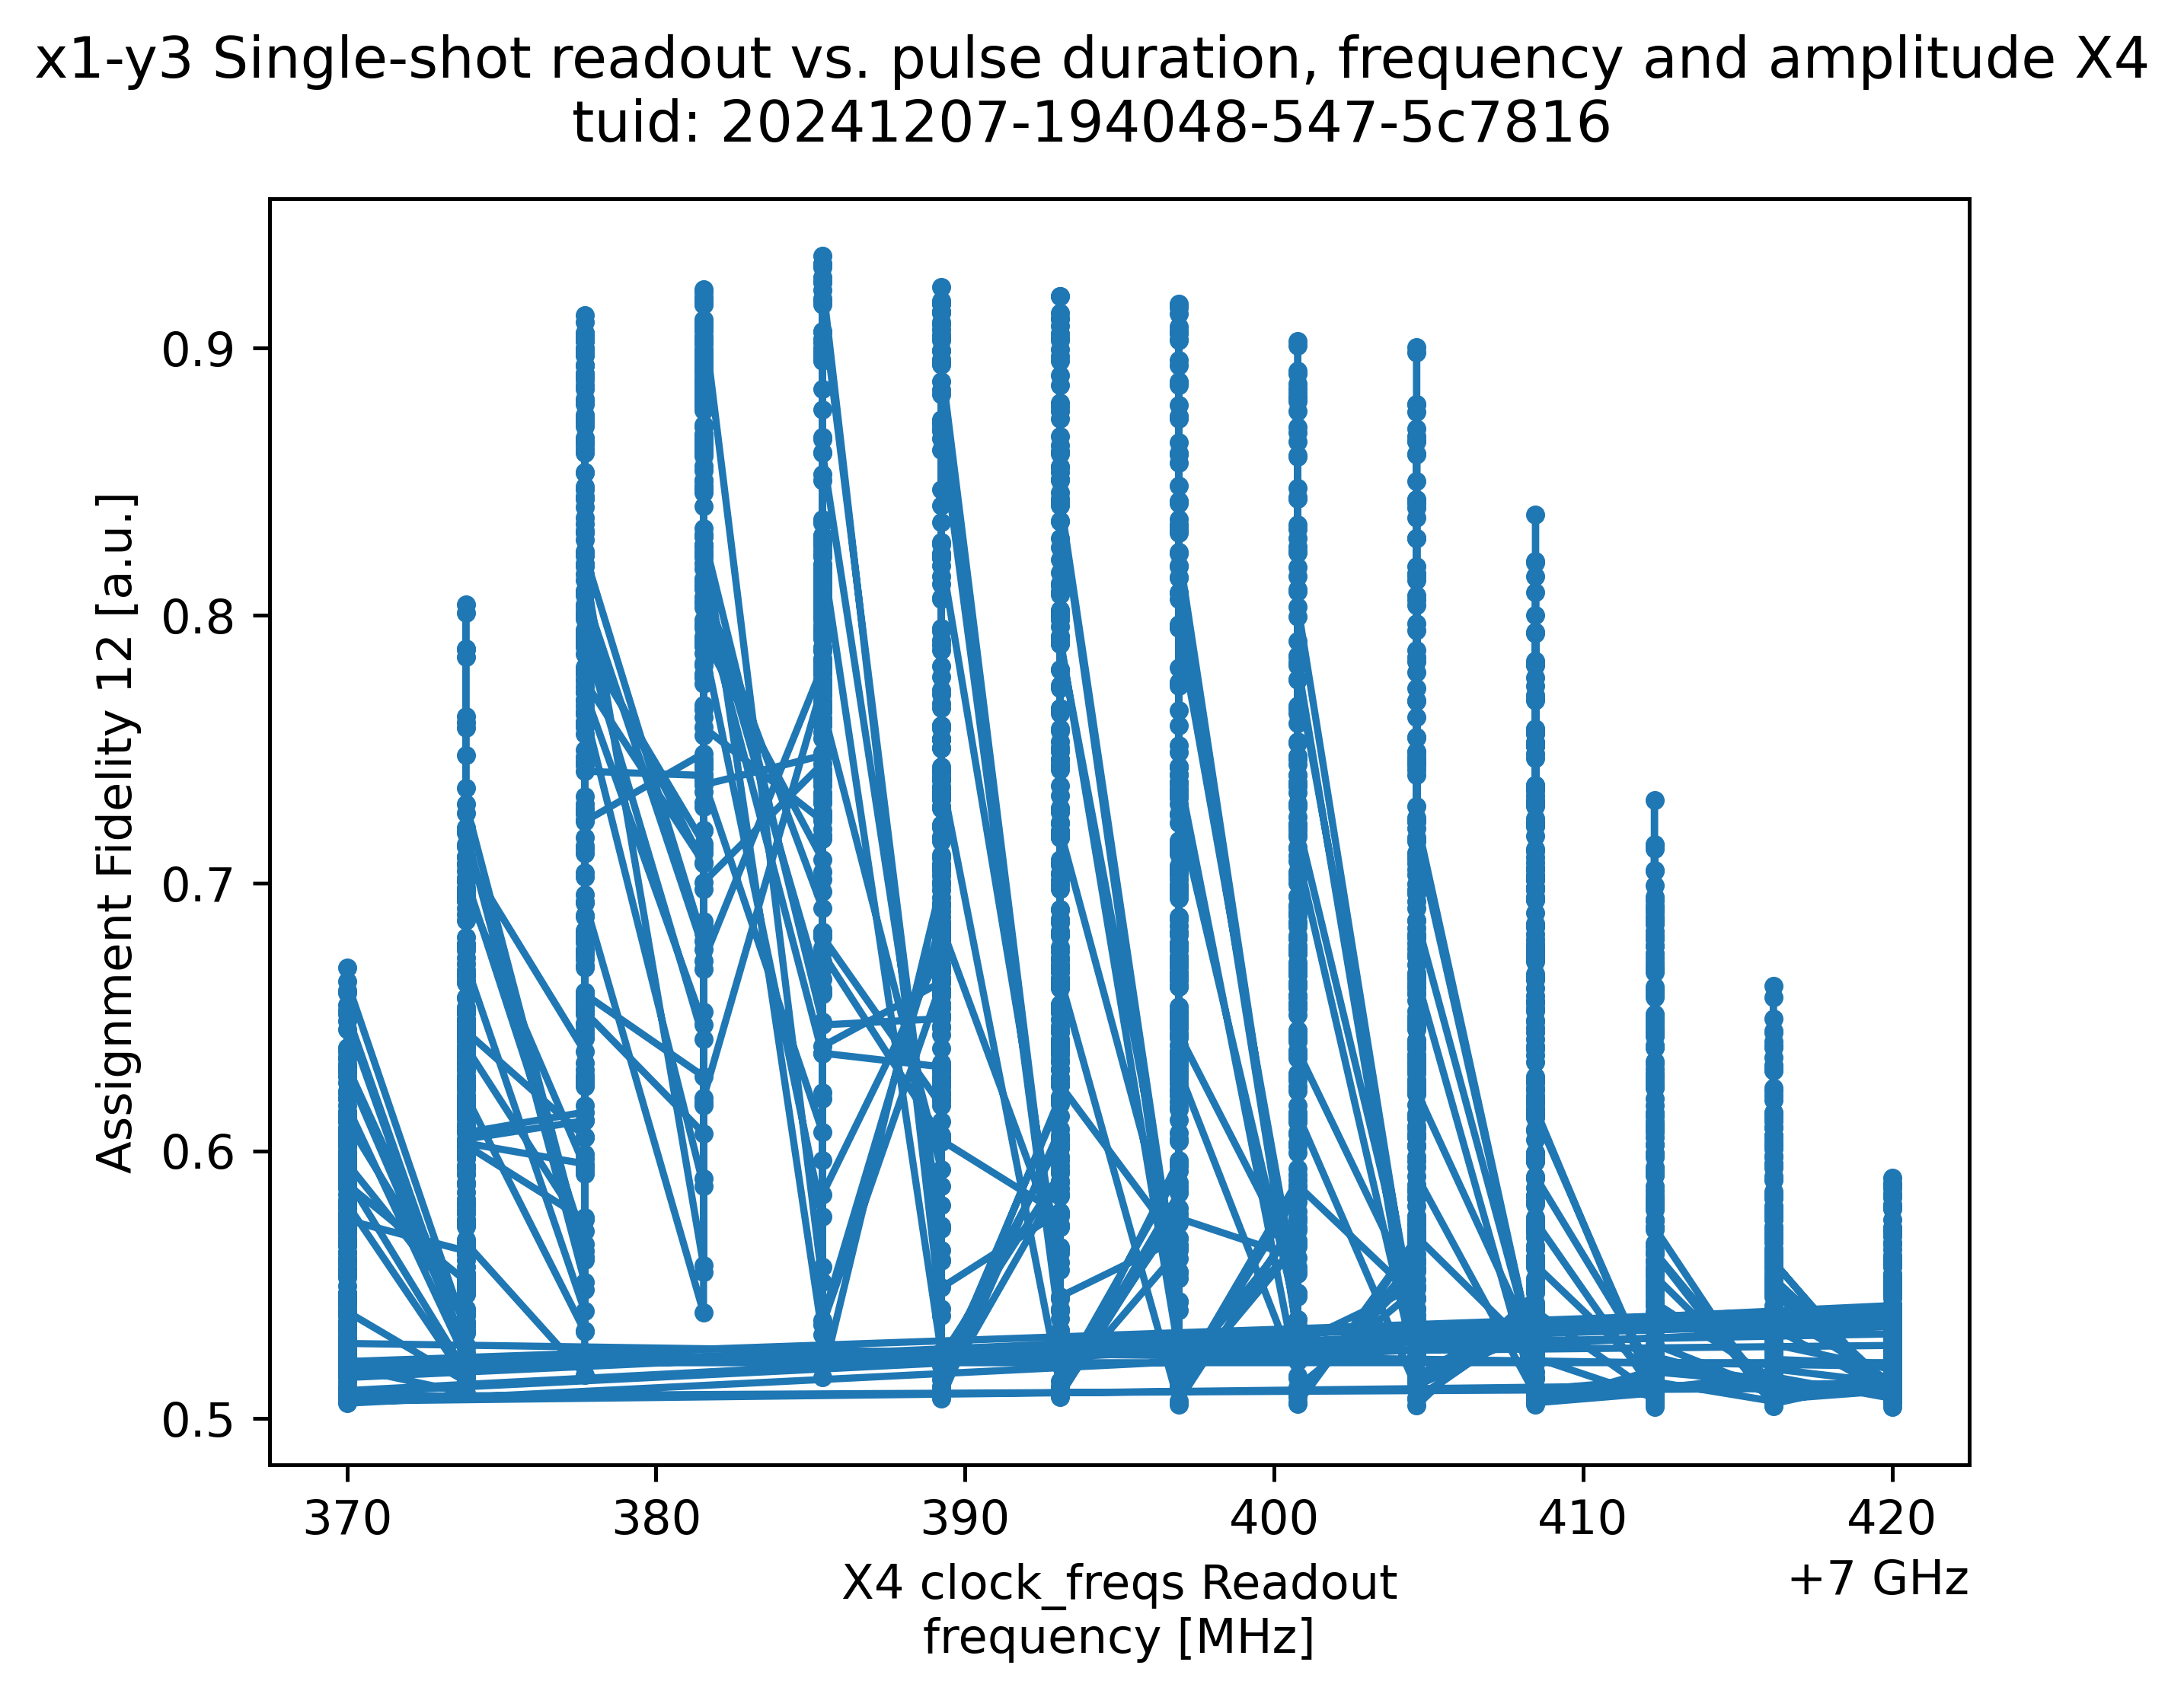 x1-y3 Single-shot readout vs. pulse duration, frequency and amplitude X4
tuid: 20241207-194048-547-5c7816
Assignment Fidelity 12 [a.u.]
0.9
0.8
0.7
0.6
0.5
370
380
390
400
410
420
X4 clock_freqs Readout
frequency [MHz]
+7 GHz